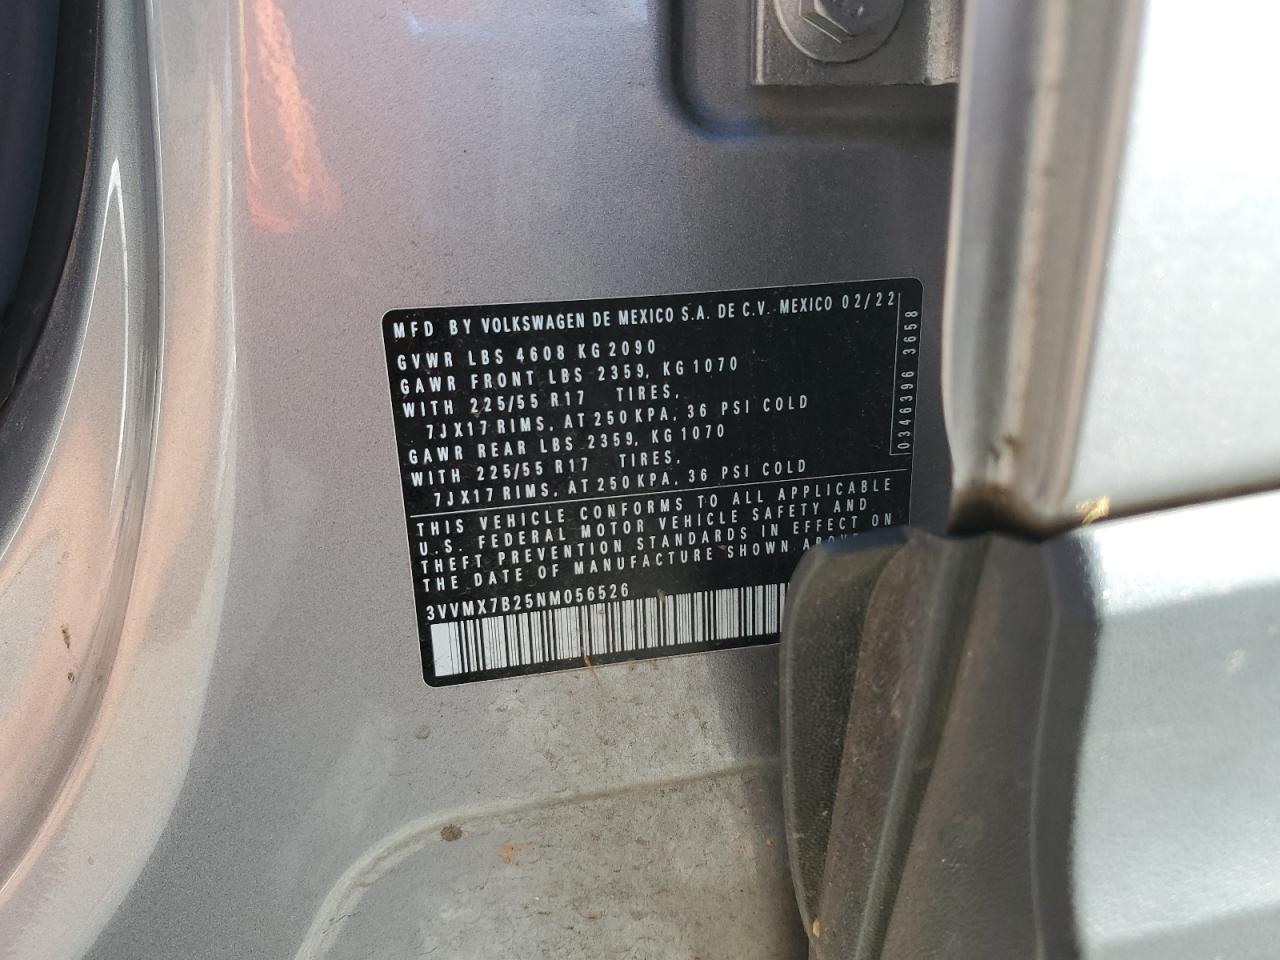 MFD BY VOLKSWAGEN DE MEXICO S.A. DE C.V. MEXICO 02/22
GVWR LBS 4608 KG 2090
GAWR FRONT LBS 2359, KG 1070
WITH 225/55 R17 TIRES,
7JX17 RIMS, AT 250 KPA, 36 PSI COLD
GAWR REAR LBS 2359, KG 1070
WITH 225/55 R17 TIRES,
7JX17 RIMS, AT 250 KPA, 36 PSI COLD
0346396 3658
THIS VEHICLE CONFORMS TO ALL APPLICABLE
U.S. FEDERAL MOTOR VEHICLE SAFETY AND
THEFT PREVENTION STANDARDS IN EFFECT ON
THE DATE OF MANUFACTURE SHOWN
3VVMX7B25NM056526